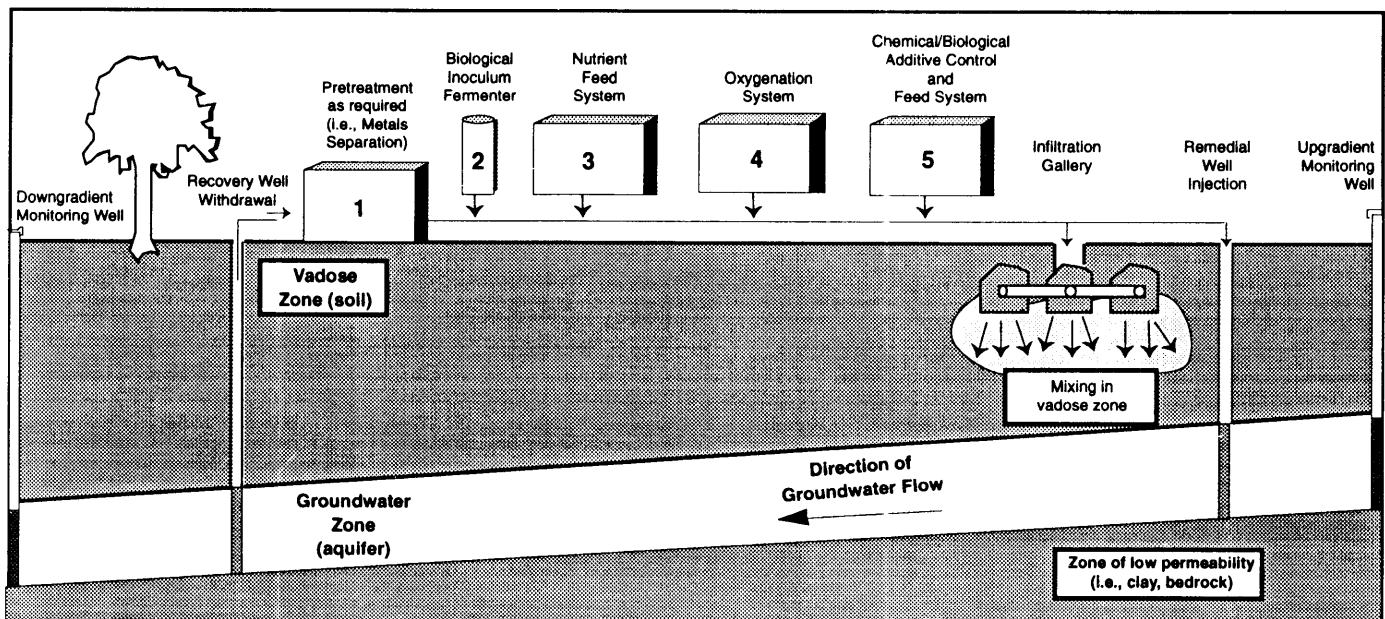 Downgradient
Monitoring Well
Recovery Well
Withdrawal
Pretreatment
as required
(i.e., Metals
Separation)
1
Biological
Inoculum
Fermenter
2
Nutrient
Feed
System
3
Oxygenation
System
4
Chemical/Biological
Additive Control
and
Feed System
5
Infiltration
Gallery
Remedial
Well
Injection
Upgradient
Monitoring
Well
Vadose
Zone (soil)
Mixing in
vadose zone
Direction of
Groundwater Flow
Groundwater
Zone
(aquifer)
Zone of low permeability
(i.e., clay, bedrock)